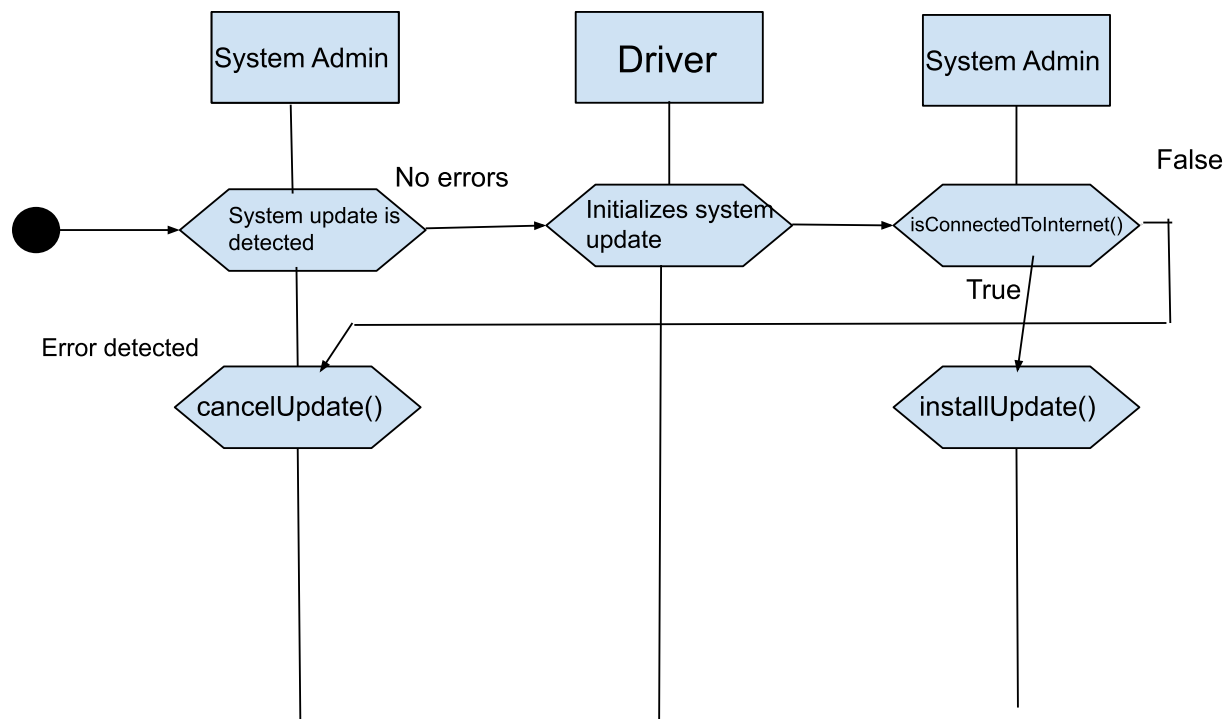 System Admin
Driver
System Admin
False
No errors
System update is
detected
Initializes system
update
isConnectedToInternet()
True
Error detected
cancelUpdate()
installUpdate()